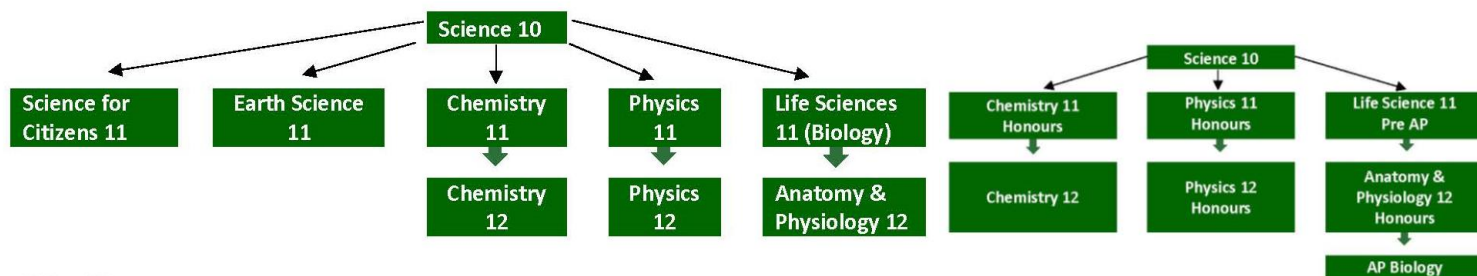 Science 10
Science for
Citizens 11
Earth Science
11
Chemistry
11
Physics
11
Life Sciences
11 (Biology)
Chemistry
12
Physics
12
Anatomy &
Physiology 12
Science 10
Chemistry 11
Honours
Physics 11
Honours
Life Science 11
Pre AP
Chemistry 12
Physics 12
Honours
Anatomy &
Physiology 12
Honours
AP Biology